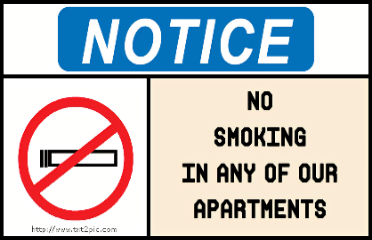 NOTICE
NO
SMOKING
IN ANY OF OUR
APARTMENTS
http://www.txt2pic.com